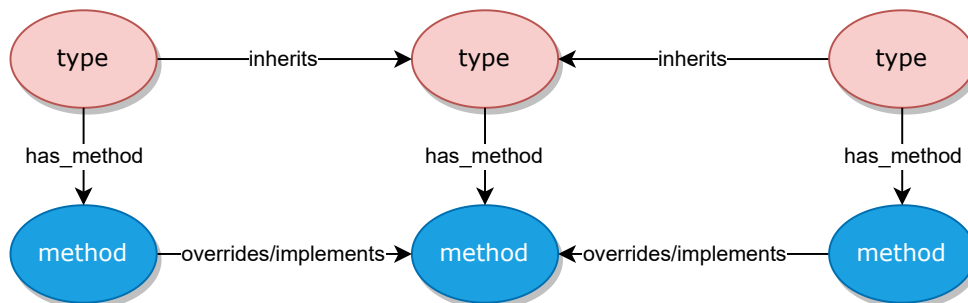 type inherits type inherits type
has_method has_method has_method
method overrides/implements method overrides/implements method